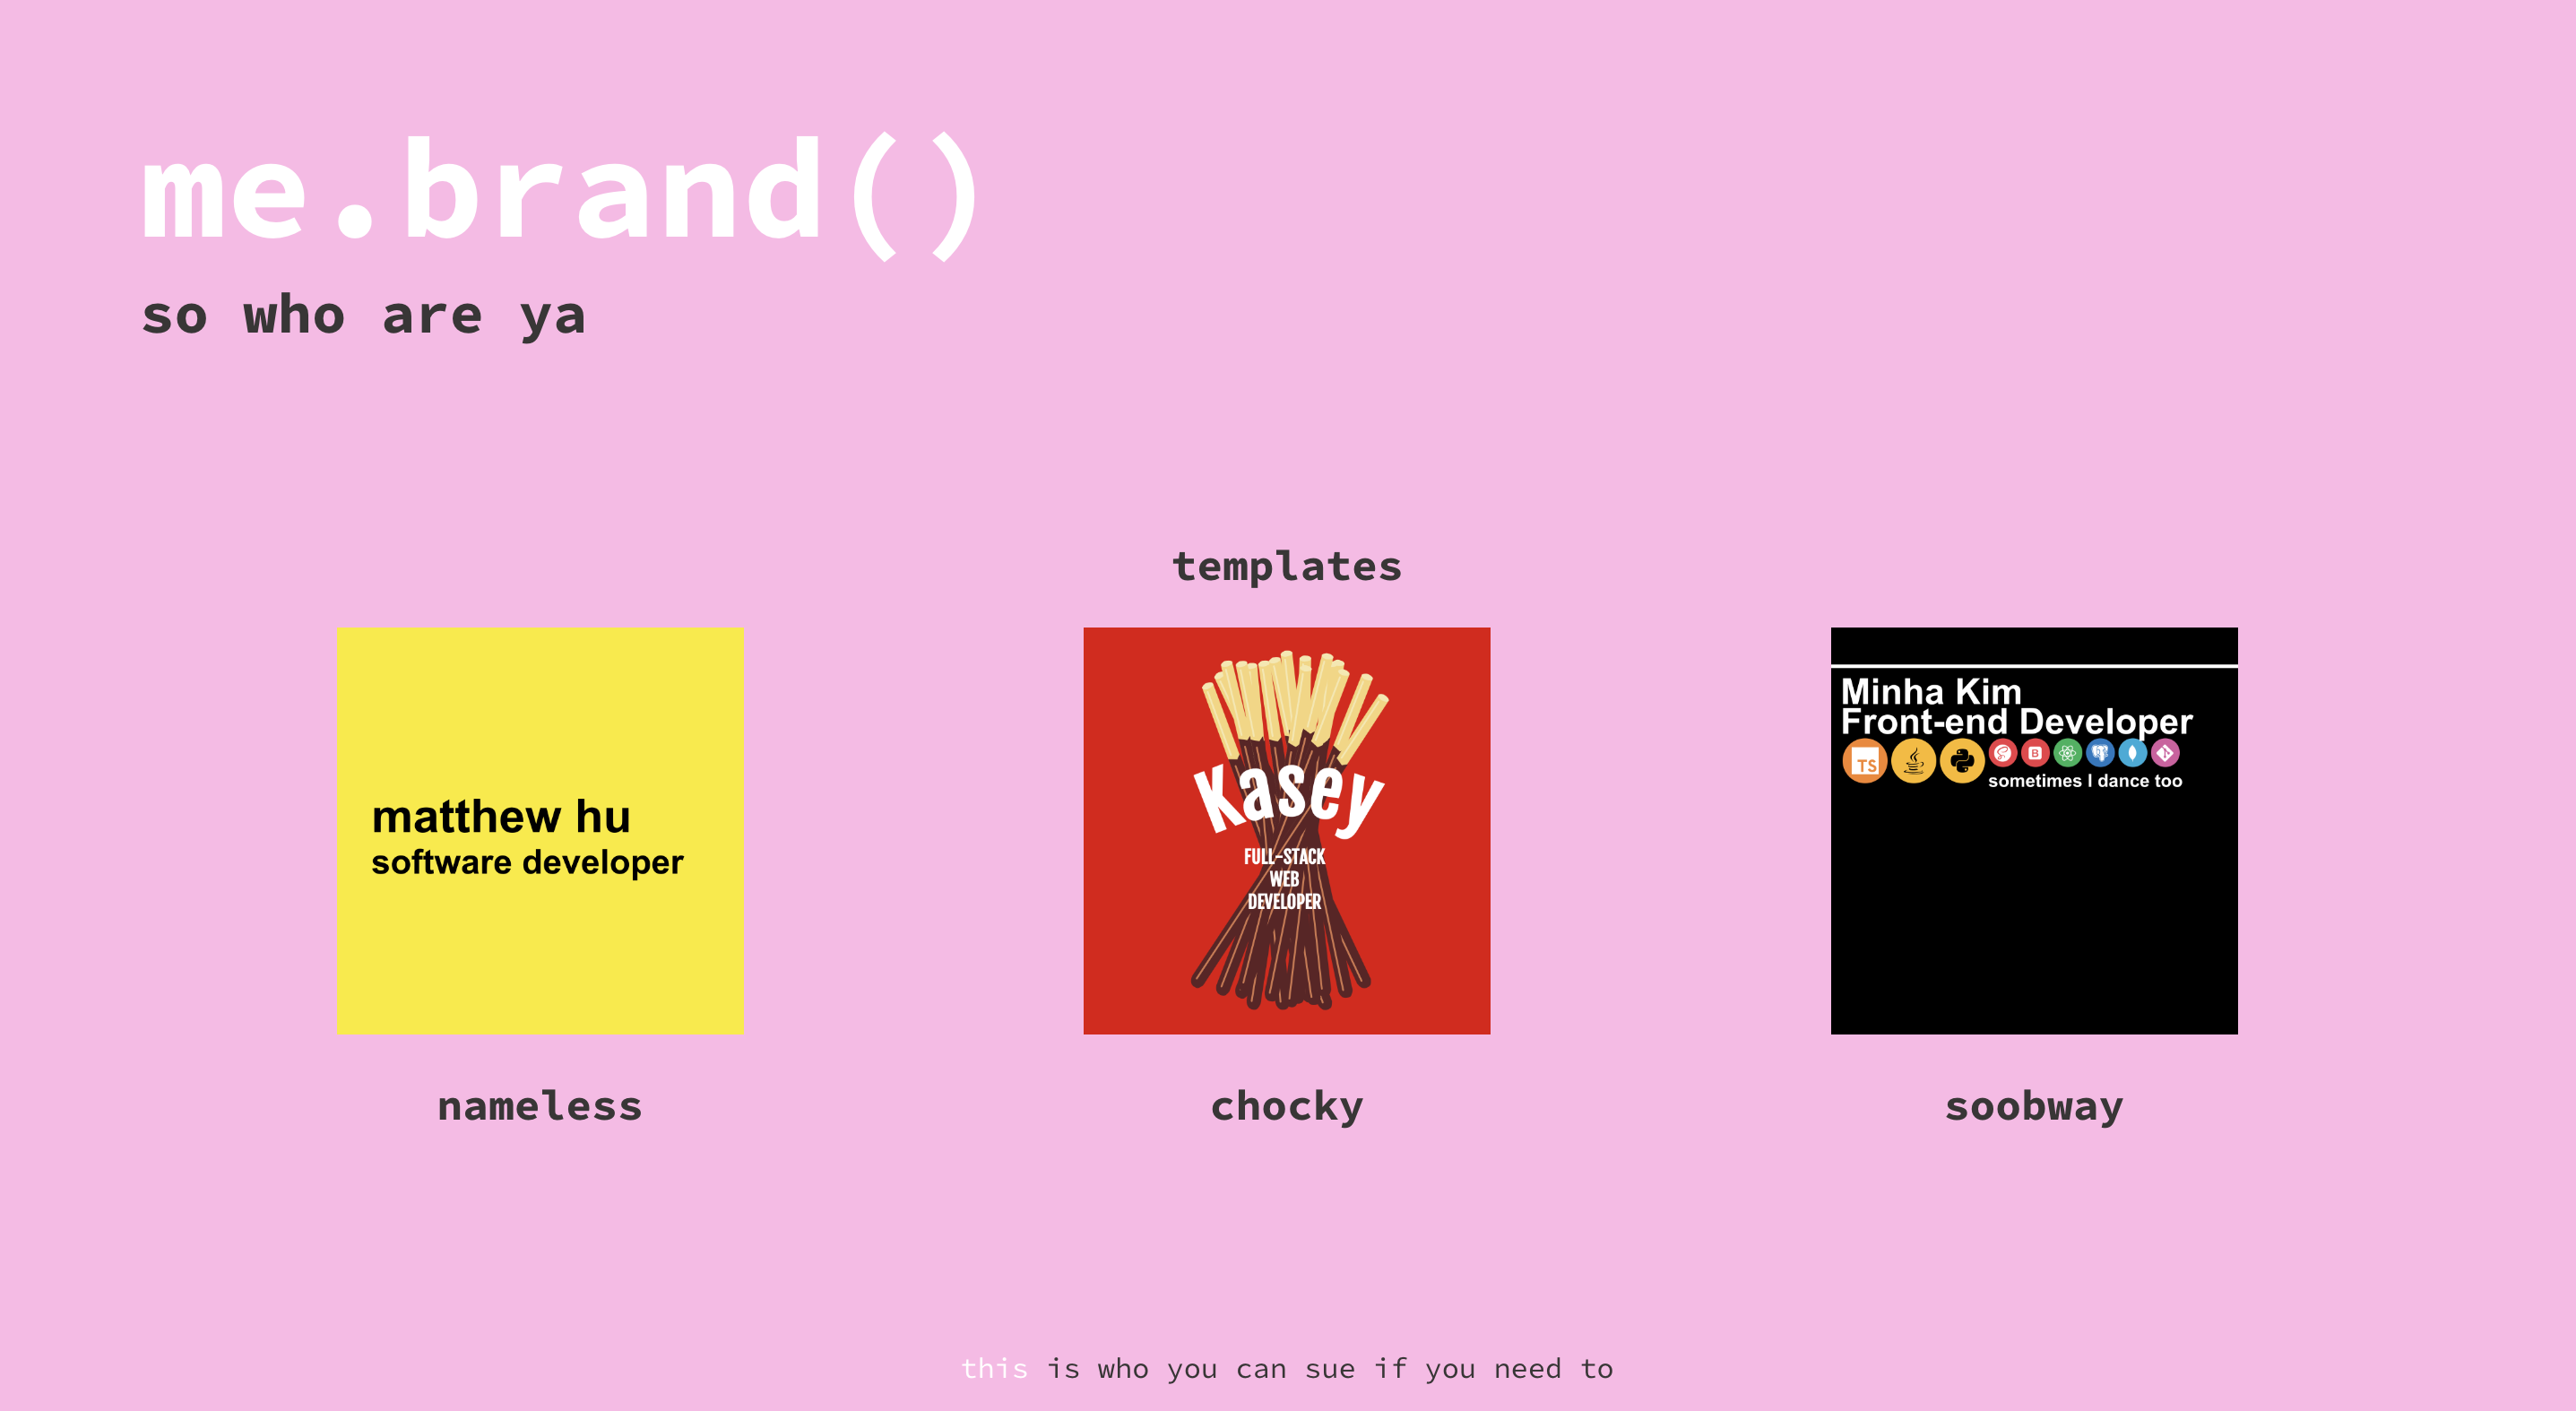 me.brand()
so who are ya
templates
matthew hu
software developer
nameless
Kasey
FULL-STACK
WEB
DEVELOPER
chocky
Minha Kim
Front-end Developer
TS
B
sometimes I dance too
soobway
this is who you can sue if you need to